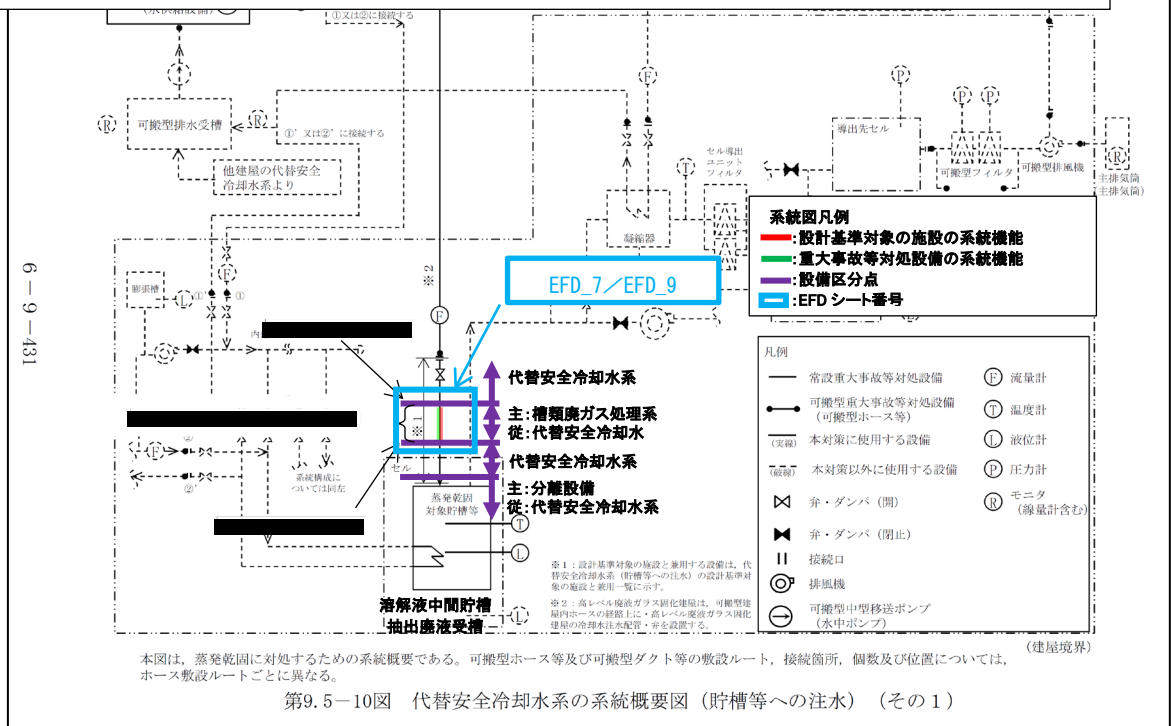 ①又は②に接続する
可搬型排水受槽
①’又は②’に接続する
他建屋の代替安全
冷却水系より
R
R
F
F
P
P
P
T
導出先セル
セル導出
ユニット
フィルタ
凝縮器
可搬型フィルタ
可搬型排風機
R
主排気筒
(主排気筒)
系統図凡例
:設計基準対象の施設の系統機能
:重大事故等対処設備の系統機能
:設備区分点
:EFDシート番号
EFD_7/EFD_9
6-9-431
膨張槽
L
①’
①
※2
F
内
※1
代替安全冷却水系
主:槽類廃ガス処理系
従:代替安全冷却水
代替安全冷却水系
主:分離設備
従:代替安全冷却水系
セル
F
②
②’
系統構成に
ついては同左
蒸発乾固
対象貯槽等
T
L
L
溶解液中間貯槽
抽出廃液受槽
※1:設計基準対象の施設と兼用する設備は,代
替安全冷却水系(貯槽等への注水)の設計基準対
象の施設と兼用一覧に示す。
※2:高レベル廃液ガラス固化建屋は,可搬型建
屋内ホースの経路上に・高レベル廃液ガラス固化
建屋の冷却水注水配管・弁を設置する。
凡例
常設重大事故等対処設備
可搬型重大事故等対処設備
(可搬型ホース等)
(実線)
本対策に使用する設備
(破線)
本対策以外に使用する設備
弁・ダンパ(開)
弁・ダンパ(閉止)
接続口
排風機
可搬型中型移送ポンプ
(水中ポンプ)
F 流量計
T 温度計
L 液位計
P 圧力計
R モニタ
(線量計含む)
(建屋境界)
本図は,蒸発乾固に対処するための系統概要である。可搬型ホース等及び可搬型ダクト等の敷設ルート,接続箇所,個数及び位置については,
ホース敷設ルートごとに異なる。
第9.5-10図 代替安全冷却水系の系統概要図(貯槽等への注水)(その1)